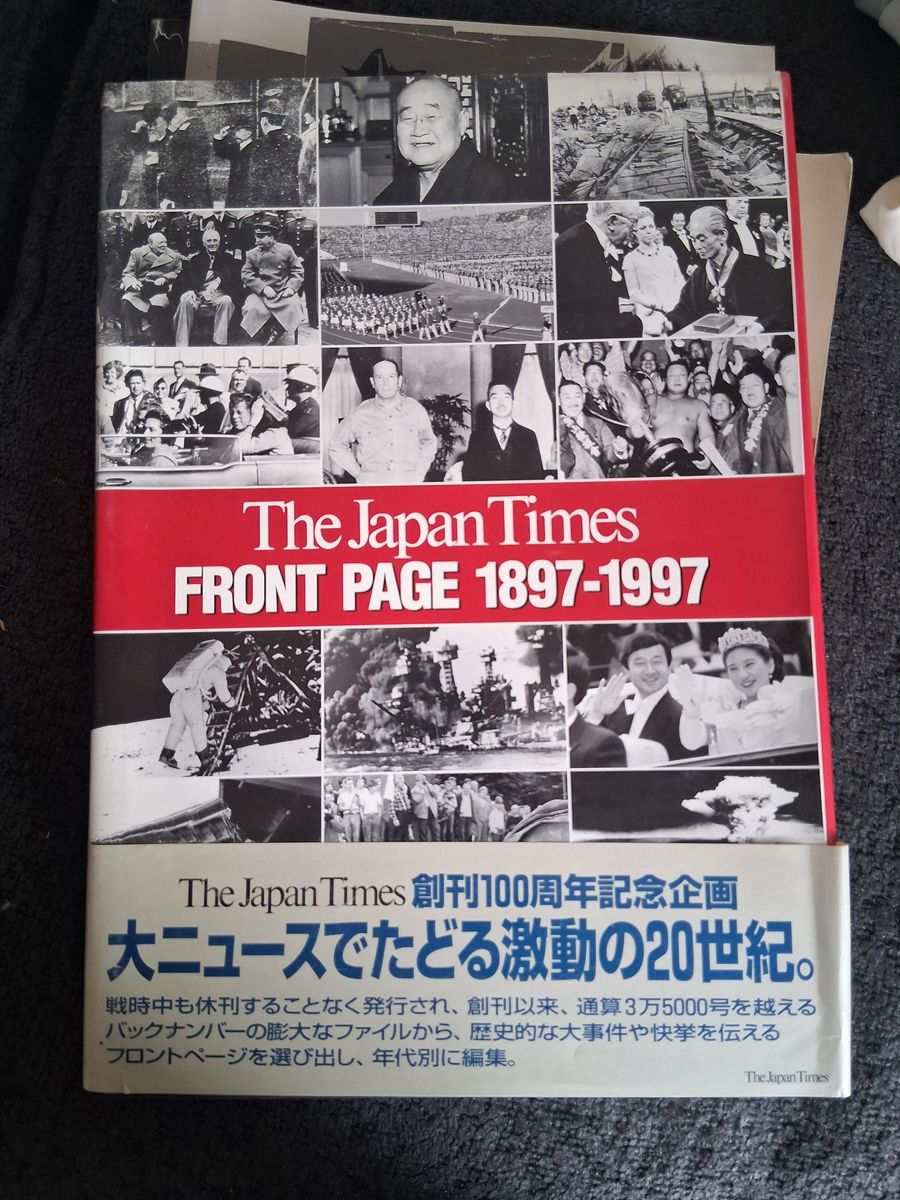 The Japan Times
FRONT PAGE 1897-1997
The Japan Times 創刊100周年記念企画
大ニュースでたどる激動の20世紀。
戦時中も休刊することなく発行され、創刊以来、通算3万5000号を越える
バックナンバーの膨大なファイルから、歴史的な大事件や快挙を伝える
フロントページを選び出し、年代別に編集。
The Japan Times